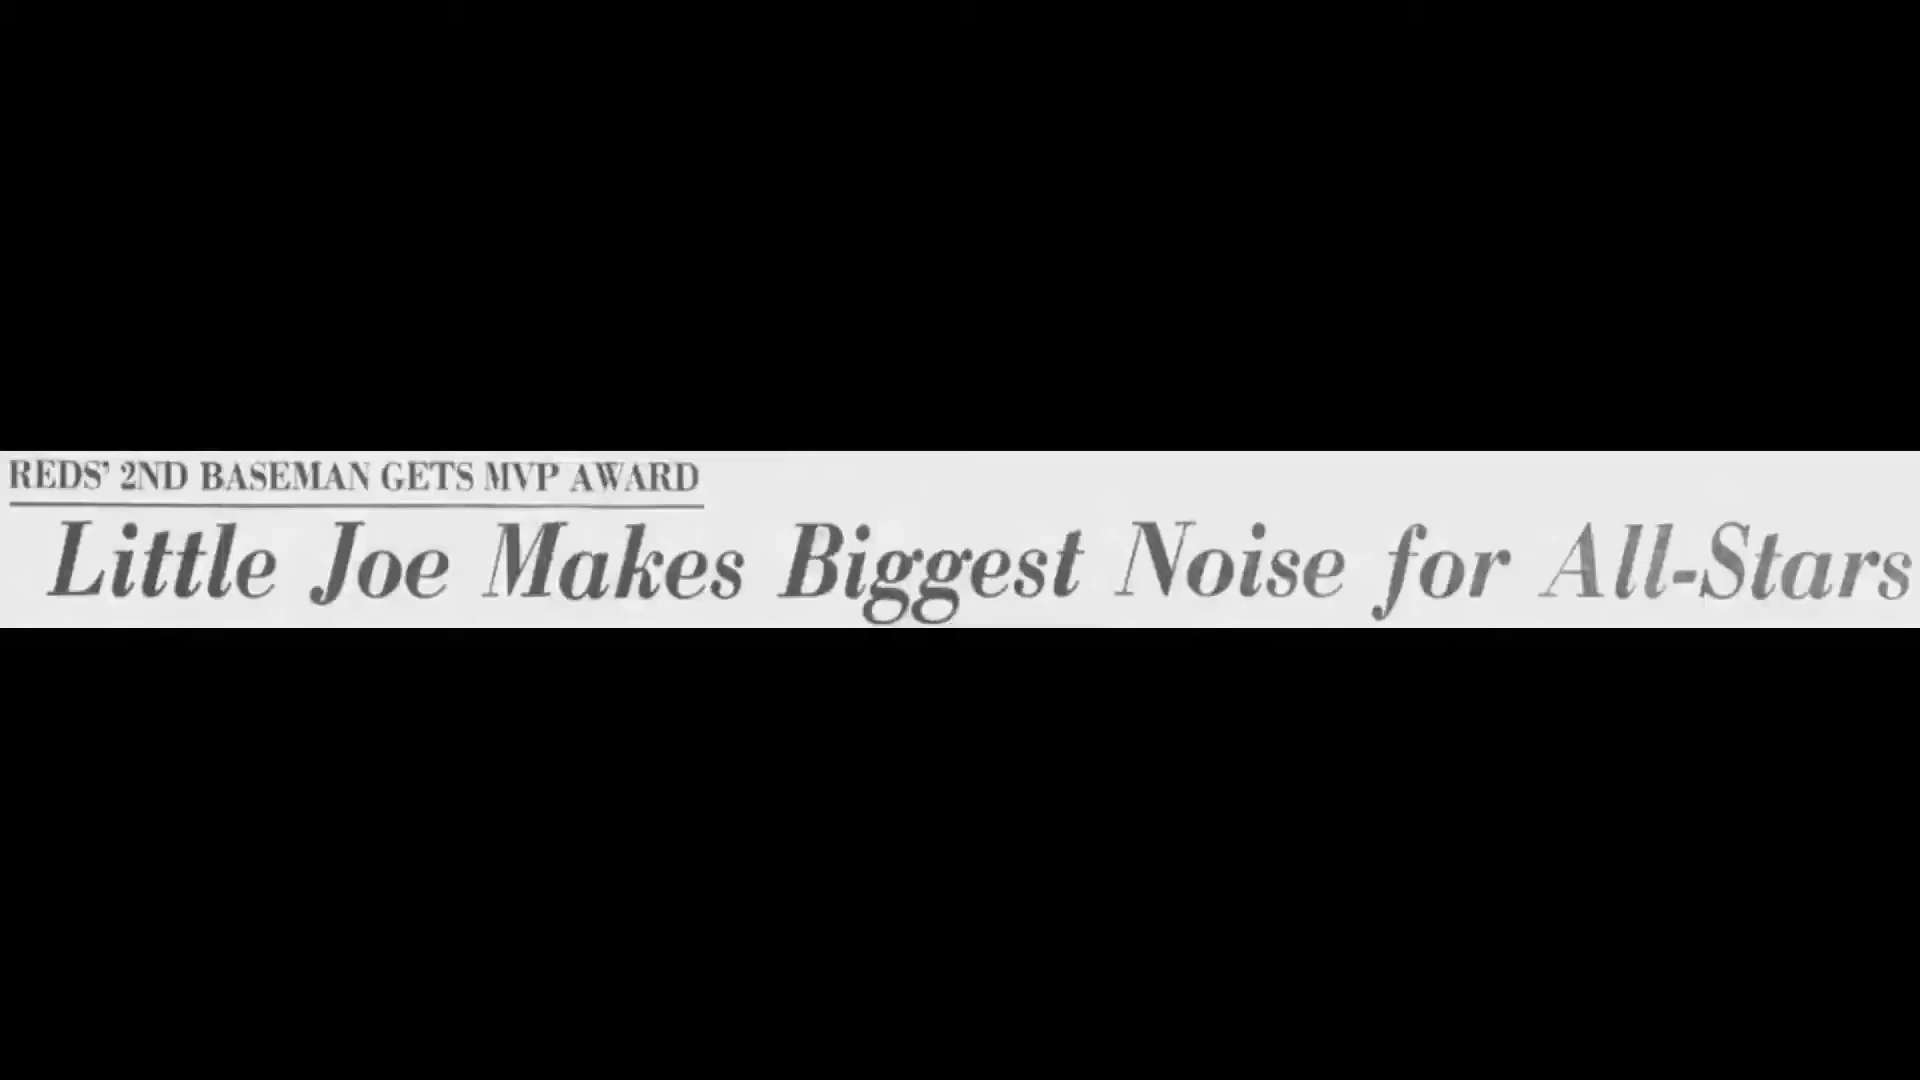 REDS' 2ND BASEMAN GETS MVP AWARD
Little Joe Makes Biggest Noise for All-Stars